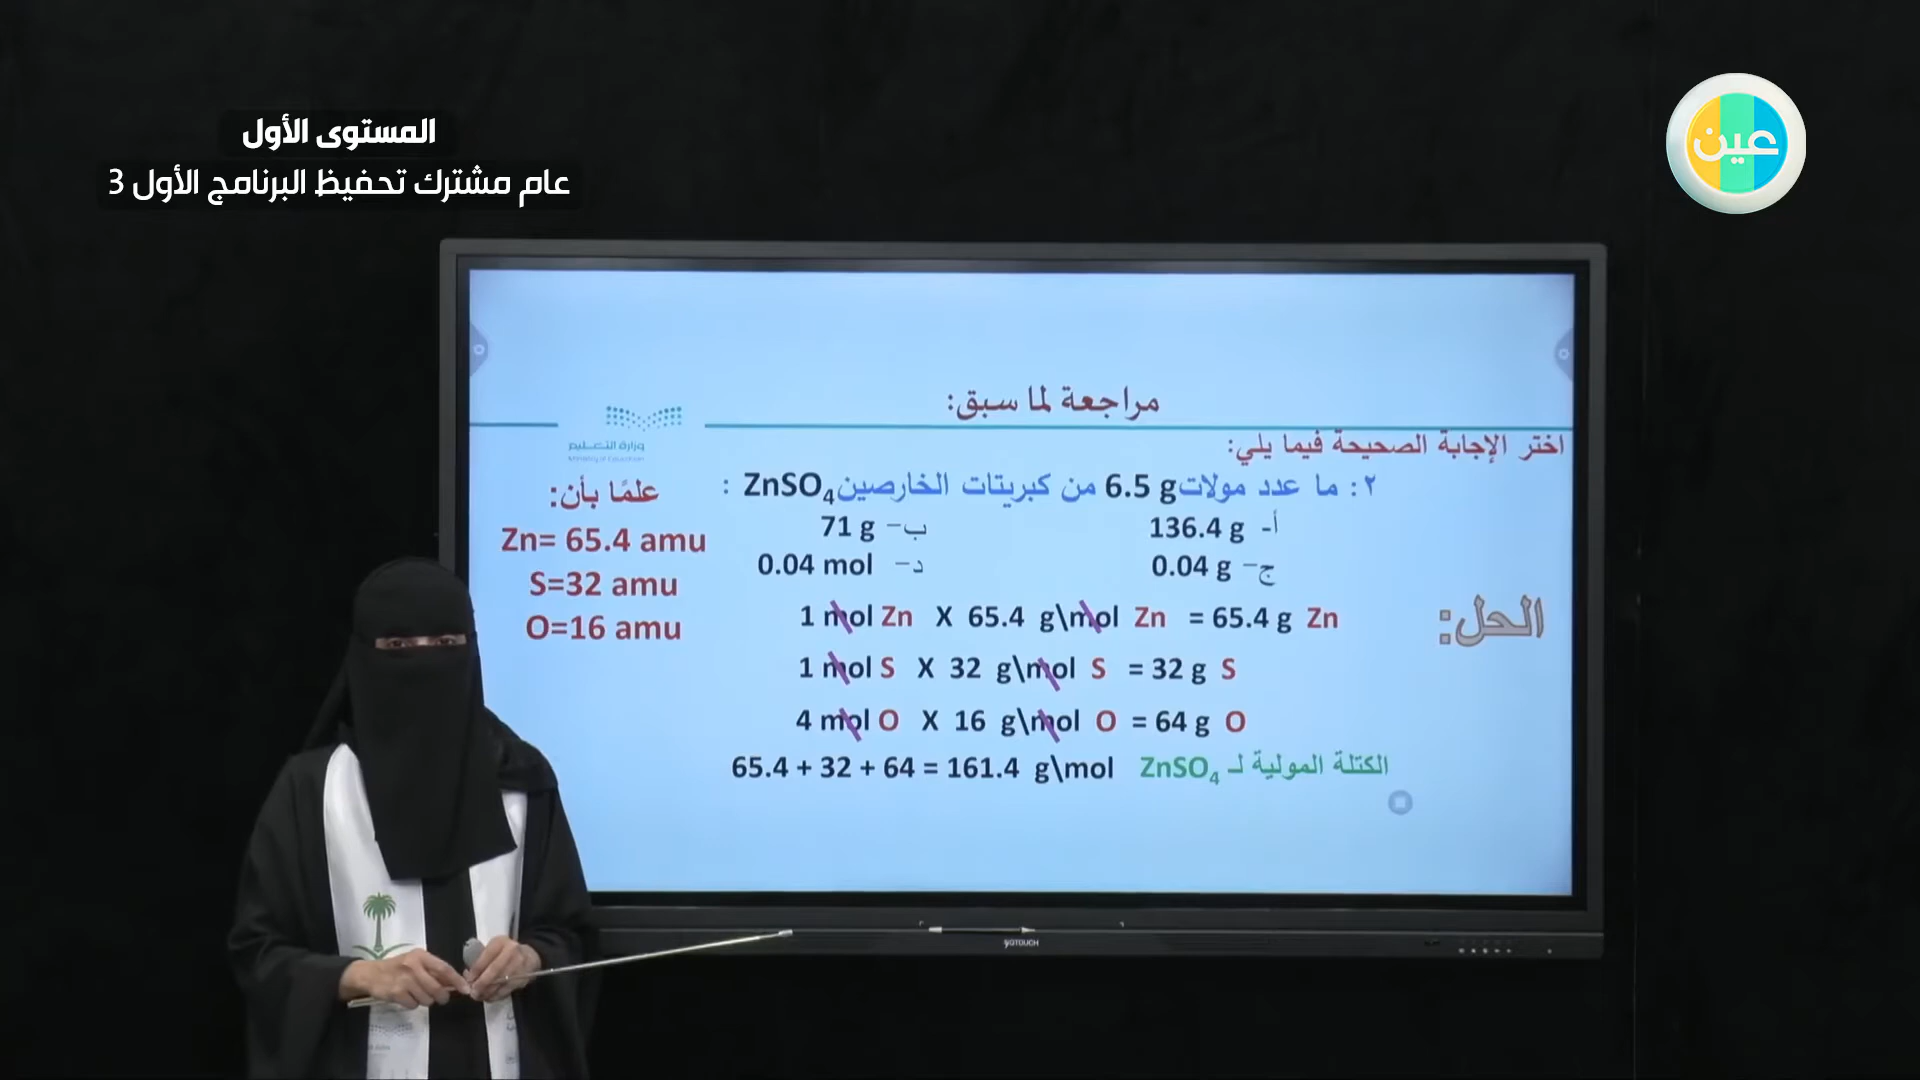 المستوى الأول
عام مشترك تحفيظ البرنامج الأول 3
عين
مراجعة لما سبق:
وزارة التعليم
Ministry of Education
اختر الإجابة الصحيحة فيما يلي:
٢: ما عدد مولات 6.5 g من كبريتات الخارصين ZnSO₄ :
أ- 136.4 g
ب- 71 g
ج- 0.04 g
د- 0.04 mol
علمًا بأن:
Zn= 65.4 amu
S=32 amu
O=16 amu
الحل:
1 mol Zn X 65.4 g\mol Zn = 65.4 g Zn
1 mol S X 32 g\mol S = 32 g S
4 mol O X 16 g\mol O = 64 g O
65.4 + 32 + 64 = 161.4 g\mol الكتلة المولية لـ ZnSO₄
YQTOUCH